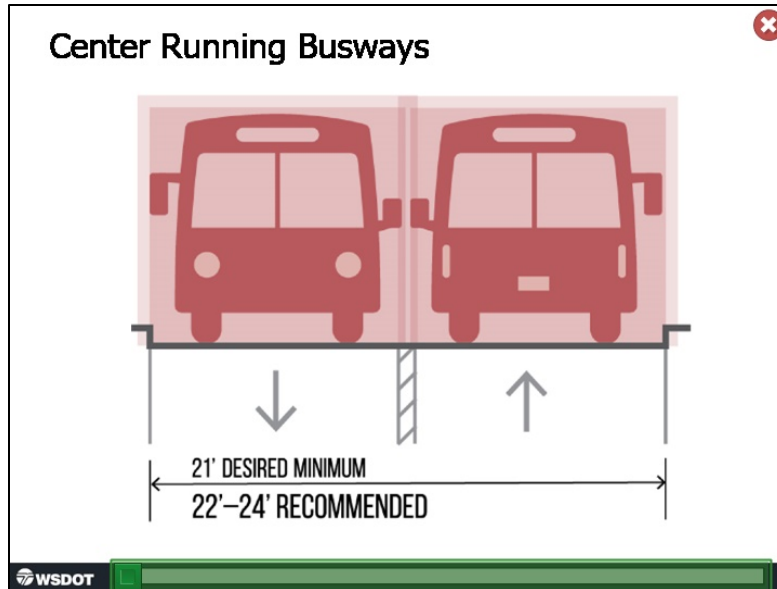 Center Running Busways
21' DESIRED MINIMUM
22'–24' RECOMMENDED
WSDOT